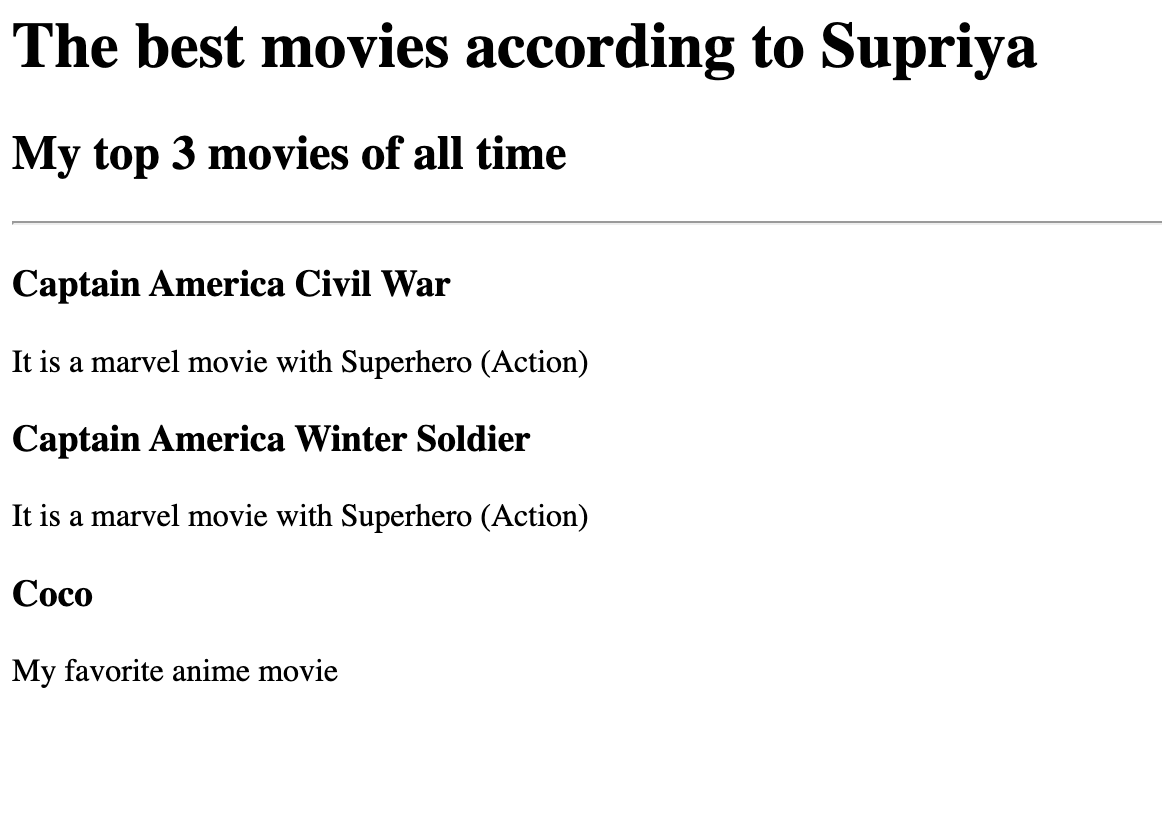 The best movies according to Supriya
My top 3 movies of all time
Captain America Civil War
It is a marvel movie with Superhero (Action)
Captain America Winter Soldier
It is a marvel movie with Superhero (Action)
Coco
My favorite anime movie